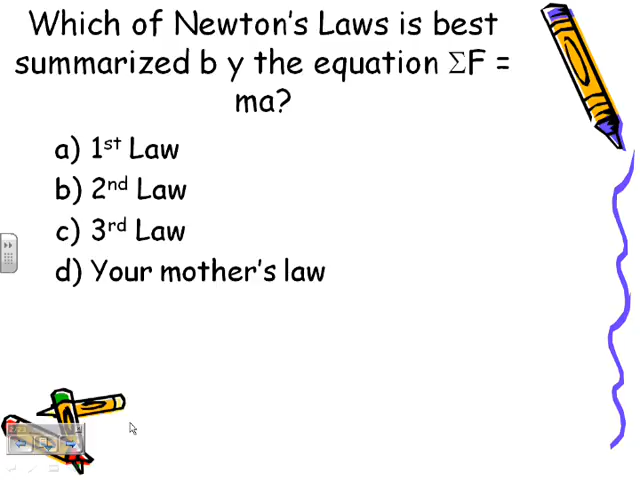 Which of Newton's Laws is best
summarized b y the equation ΣF =
ma?
a) 1st Law
b) 2nd Law
c) 3rd Law
d) Your mother's law